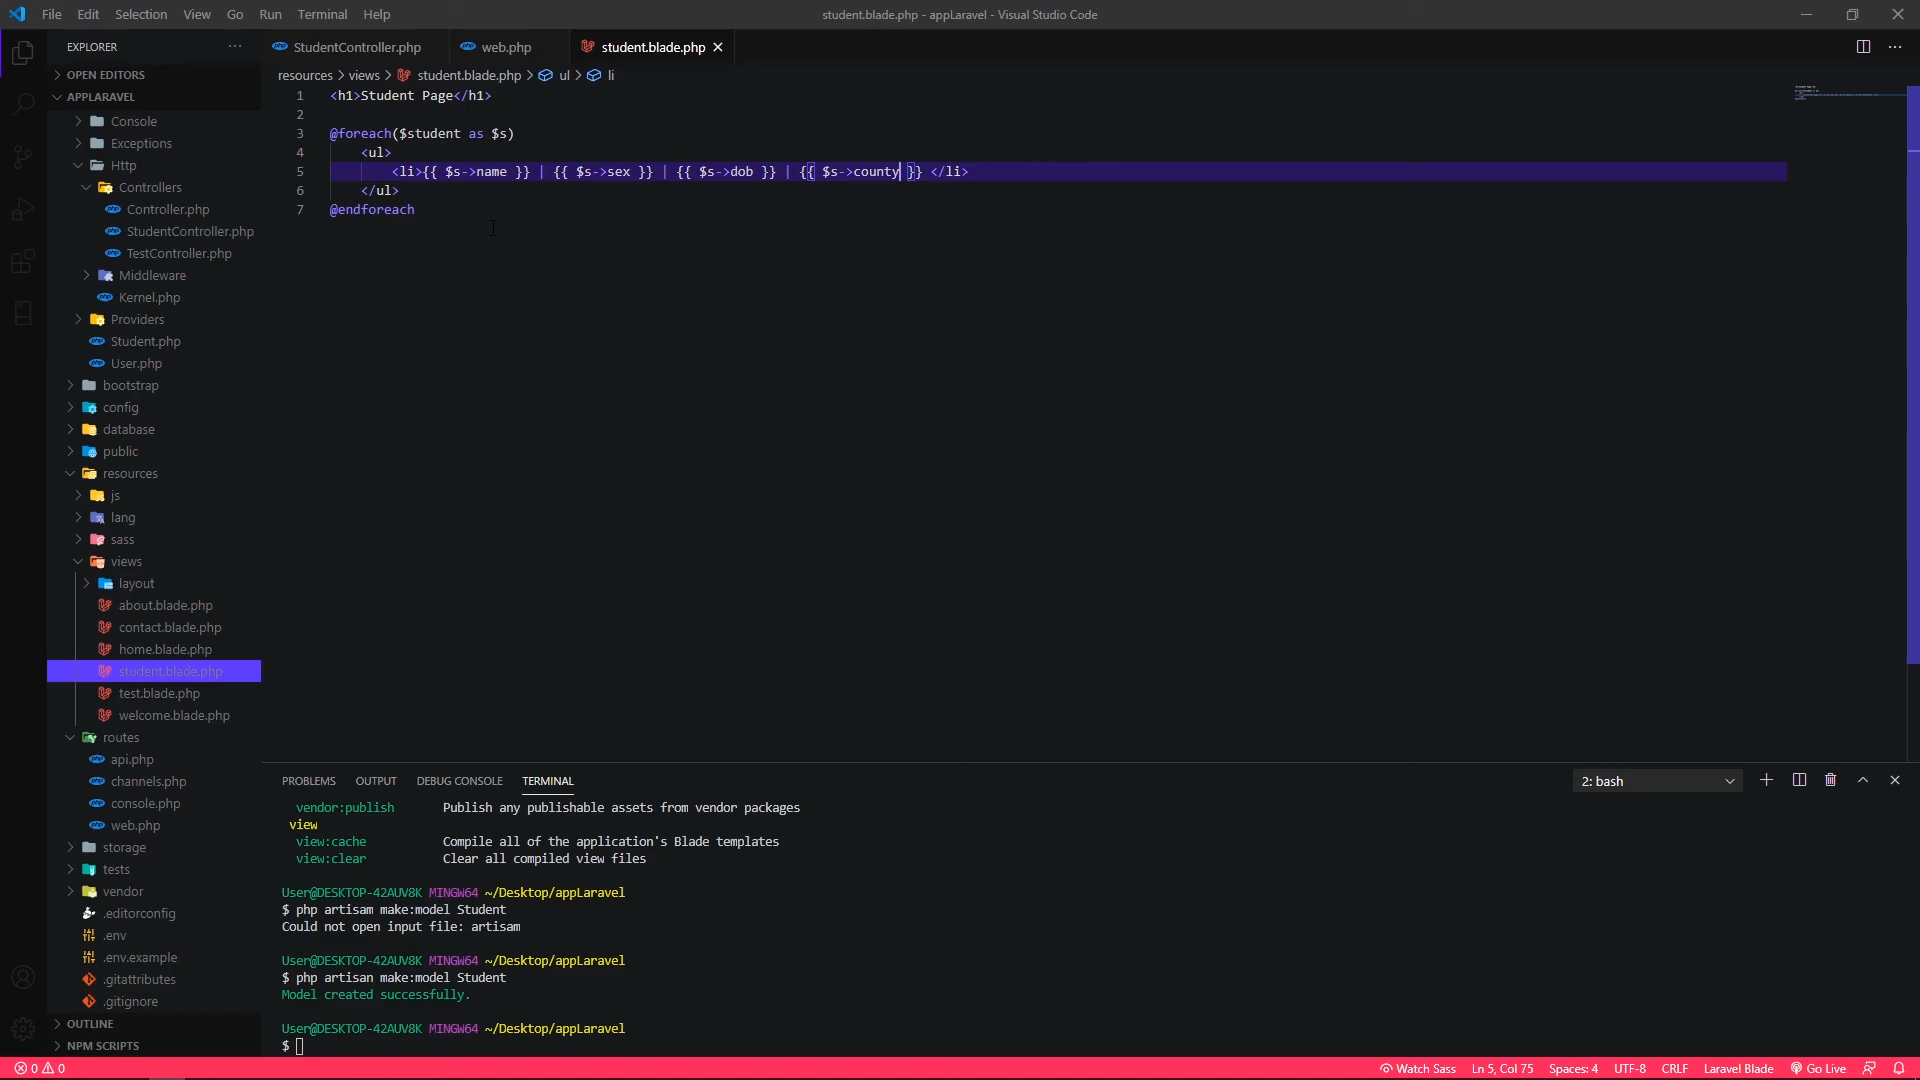 File Edit Selection View Go Run Terminal Help
student.blade.php - appLaravel - Visual Studio Code
EXPLORER
StudentController.php
web.php
student.blade.php
OPEN EDITORS
APPLARAVEL
Console
Exceptions
Http
Controllers
Controller.php
StudentController.php
TestController.php
Middleware
Kernel.php
Providers
Student.php
User.php
bootstrap
config
database
public
resources
js
lang
sass
views
layout
about.blade.php
contact.blade.php
home.blade.php
student.blade.php
test.blade.php
welcome.blade.php
routes
api.php
channels.php
console.php
web.php
storage
tests
vendor
.editorconfig
.env
.env.example
.gitattributes
.gitignore
OUTLINE
NPM SCRIPTS
resources > views > student.blade.php > ul > li
1 <h1>Student Page</h1>
2
3 @foreach($student as $s)
4 <ul>
5 <li>{{ $s->name }} | {{ $s->sex }} | {{ $s->dob }} | {{ $s->county }} </li>
6 </ul>
7 @endforeach
PROBLEMS OUTPUT DEBUG CONSOLE TERMINAL
2: bash
vendor:publish Publish any publishable assets from vendor packages
view
view:cache Compile all of the application's Blade templates
view:clear Clear all compiled view files
User@DESKTOP-42AUV8K MINGW64 ~/Desktop/appLaravel
$ php artisam make:model Student
Could not open input file: artisam
User@DESKTOP-42AUV8K MINGW64 ~/Desktop/appLaravel
$ php artisan make:model Student
Model created successfully.
User@DESKTOP-42AUV8K MINGW64 ~/Desktop/appLaravel
$
0 0
Watch Sass Ln 5, Col 75 Spaces: 4 UTF-8 CRLF Laravel Blade Go Live